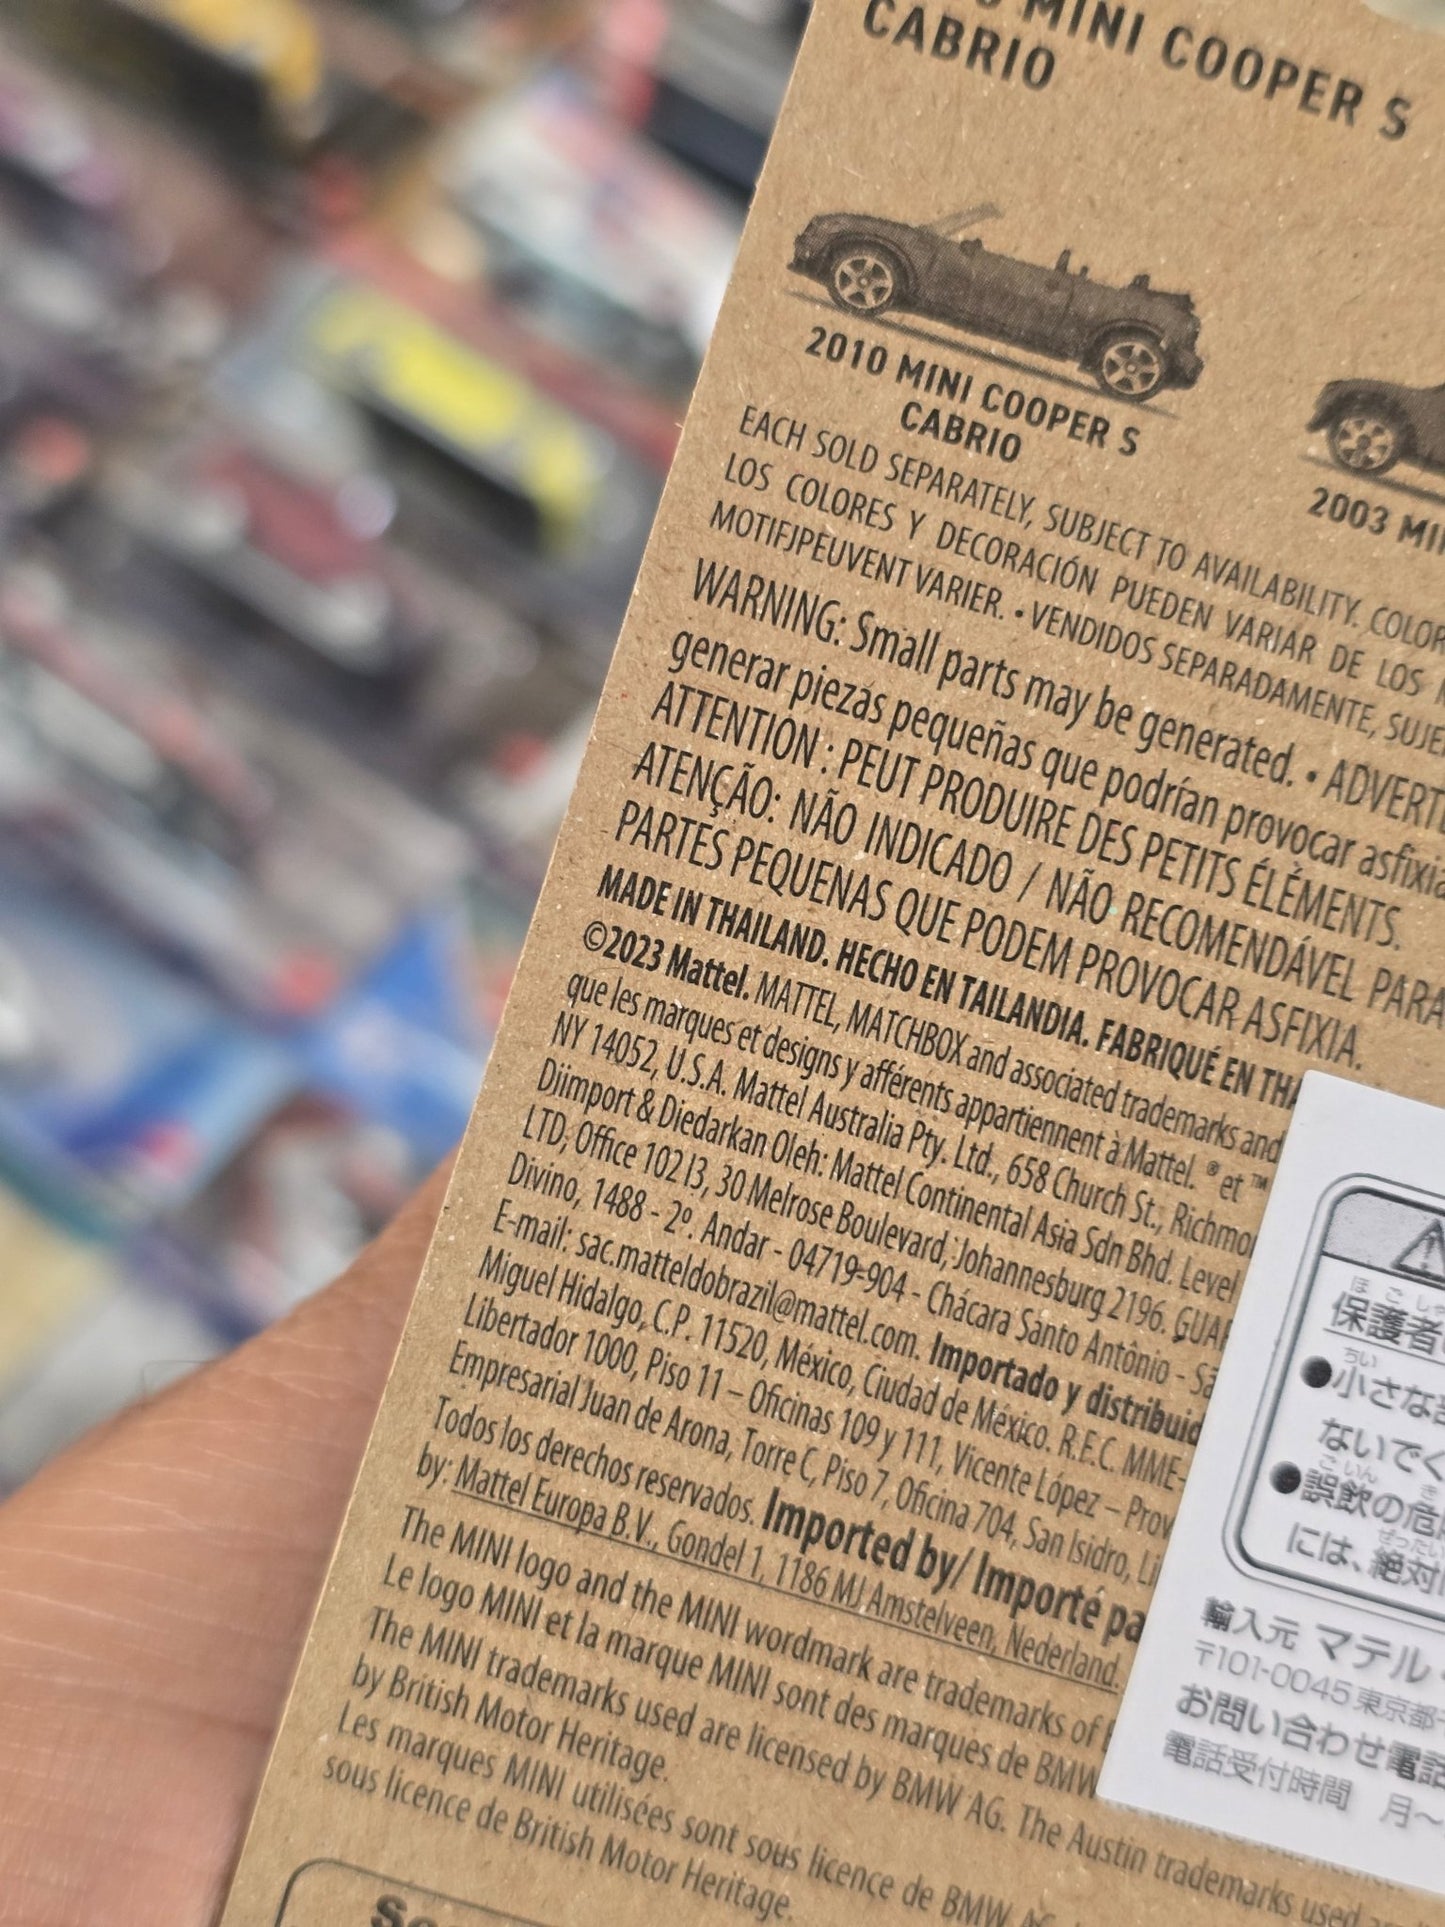 MINI COOPER S
CABRIO
2010 MINI COOPER S
CABRIO
2003 MI
EACH SOLD SEPARATELY, SUBJECT TO AVAILABILITY. COLOR
LOS COLORES Y DECORACIÓN PUEDEN VARIAR DE LOS
MOTIFJPEUVENT VARIER. • VENDIDOS SEPARADAMENTE, SUJE
WARNING: Small parts may be generated. • ADVERT
generar piezas pequeñas que podrían provocar asfixia
ATTENTION : PEUT PRODUIRE DES PETITS ÉLÉMENTS.
ATENÇÃO: NÃO INDICADO / NÃO RECOMENDÁVEL PARA
PARTES PEQUENAS QUE PODEM PROVOCAR ASFIXIA.
MADE IN THAILAND. HECHO EN TAILANDIA. FABRIQUÉ EN THA
©2023 Mattel. MATTEL, MATCHBOX and associated trademarks and
que les marques et designs y afférents appartiennent à Mattel. ® et ™
NY 14052, U.S.A. Mattel Australia Pty. Ltd., 658 Church St., Richmo
Diimport & Diedarkan Oleh: Mattel Continental Asia Sdn Bhd. Level
LTD, Office 102 I3, 30 Melrose Boulevard, Johannesburg 2196. GUAR
Divino, 1488 - 2º. Andar - 04719-904 - Chácara Santo Antônio - Sã
E-mail: sac.matteldobrazil@mattel.com. Importado y distribuid
Miguel Hidalgo, C.P. 11520, México, Ciudad de México. R.F.C. MME-
Libertador 1000, Piso 11 – Oficinas 109 y 111, Vicente López – Prov
Empresarial Juan de Arona, Torre C, Piso 7, Oficina 704, San Isidro, Li
Todos los derechos reservados. Imported by/ Importé pa
by: Mattel Europa B.V., Gondel 1, 1186 MJ Amstelveen, Nederland.
The MINI logo and the MINI wordmark are trademarks of
Le logo MINI et la marque MINI sont des marques de BMW
The MINI trademarks used are licensed by BMW AG. The Austin trademarks used
by British Motor Heritage.
Les marques MINI utilisées sont sous licence de BMW
sous licence de British Motor Heritage.
保護者
●小さな
ないでく
●誤飲の危
には、絶対
輸入元 マテル
〒101-0045 東京都
お問い合わせ電話
電話受付時間 月～